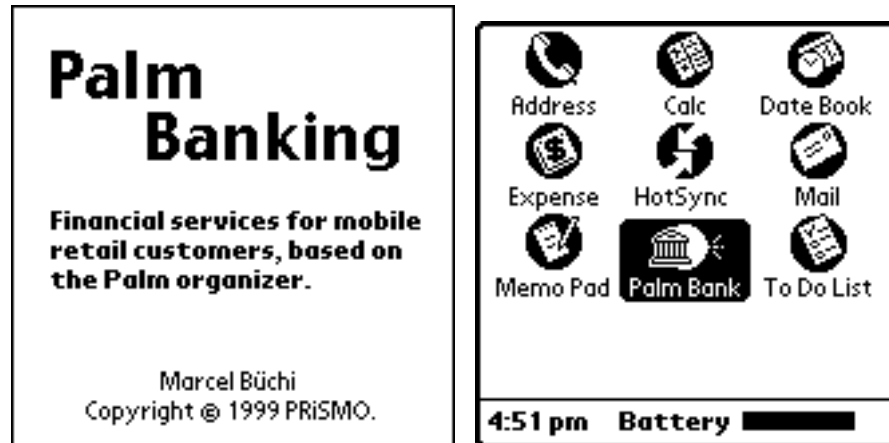 Palm
Banking
Financial services for mobile
retail customers, based on
the Palm organizer.
Marcel Büchi
Copyright © 1999 PRiSMO.
Address Calc Date Book
Expense HotSync Mail
Memo Pad Palm Bank To Do List
4:51 pm Battery